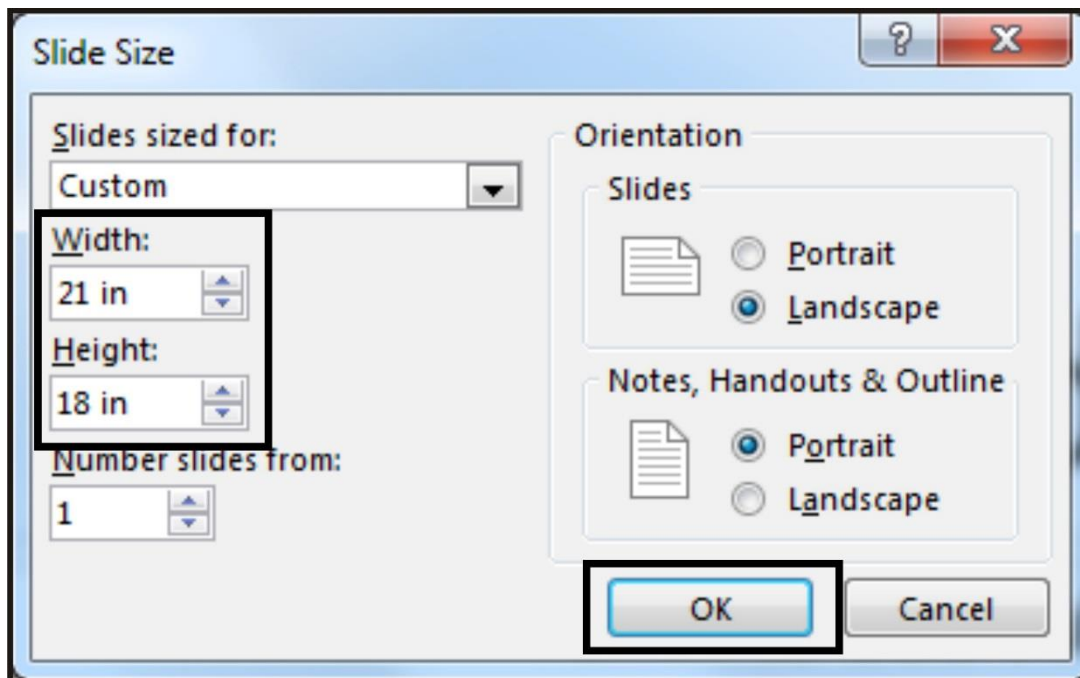 Slide Size
Slides sized for:
Custom
Width:
21 in
Height:
18 in
Number slides from:
1
Orientation
Slides
Portrait
Landscape
Notes, Handouts & Outline
Portrait
Landscape
OK
Cancel